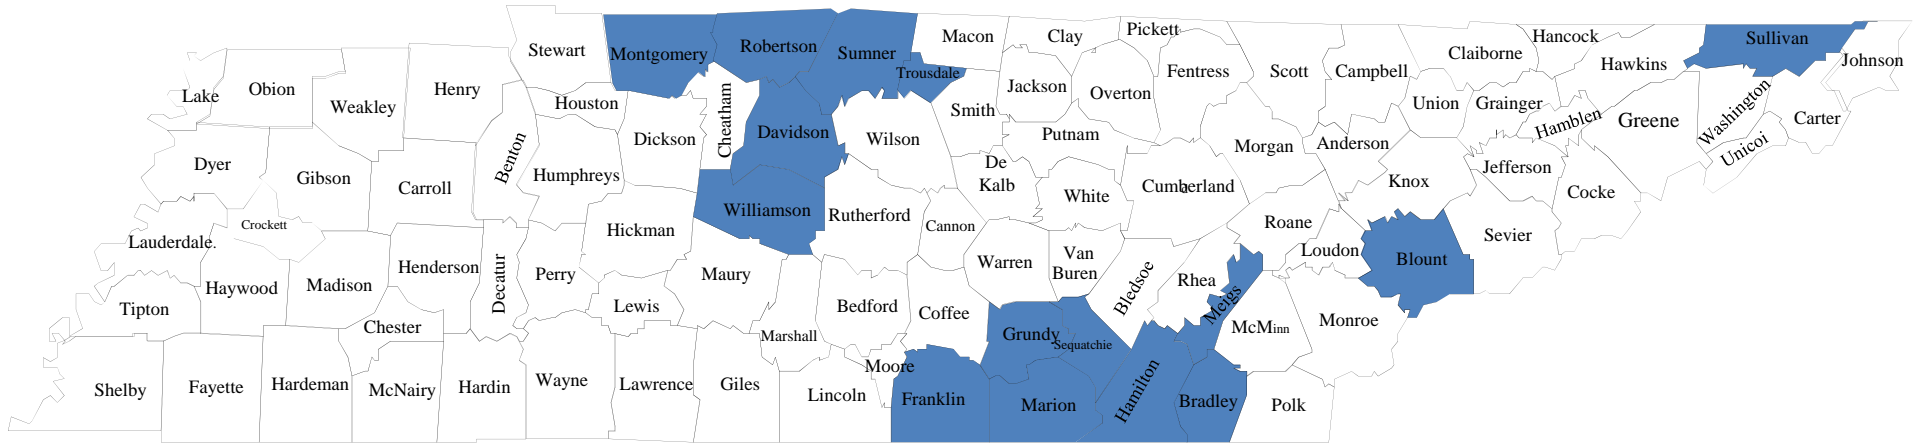 Stewart
Montgomery
Robertson
Sumner
Macon
Clay
Pickett
Hancock
Sullivan
Johnson
Lake
Obion
Weakley
Henry
Houston
Trousdale
Jackson
Overton
Fentress
Scott
Campbell
Claiborne
Hawkins
Dickson
Cheatham
Davidson
Wilson
Smith
Putnam
Morgan
Anderson
Union
Grainger
Hamblen
Greene
Washington
Unicoi
Carter
Dyer
Gibson
Carroll
Benton
Humphreys
De
Kalb
White
Cumberland
Knox
Jefferson
Cocke
Crockett
Lauderdale.
Hickman
Williamson
Rutherford
Cannon
Roane
Loudon
Blount
Sevier
Tipton
Haywood
Madison
Henderson
Decatur
Perry
Lewis
Maury
Bedford
Coffee
Warren
Van
Buren
Bledsoe
Rhea
Meigs
McMinn
Monroe
Chester
Marshall
Moore
Grundy
Sequatchie
Shelby
Fayette
Hardeman
McNairy
Hardin
Wayne
Lawrence
Giles
Lincoln
Franklin
Marion
Hamilton
Bradley
Polk